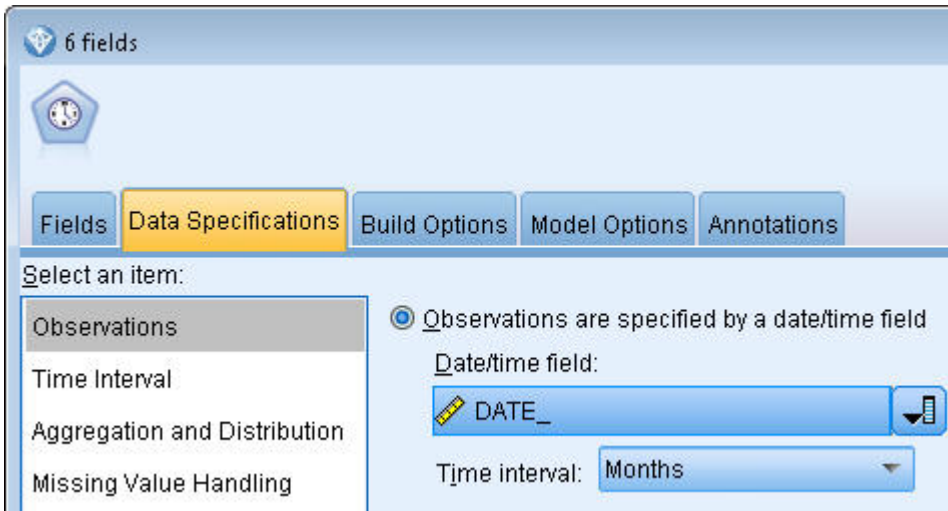 6 fields
Fields Data Specifications Build Options Model Options Annotations
Select an item:
Observations
Time Interval
Aggregation and Distribution
Missing Value Handling
Observations are specified by a date/time field
Date/time field:
DATE_
Time interval: Months